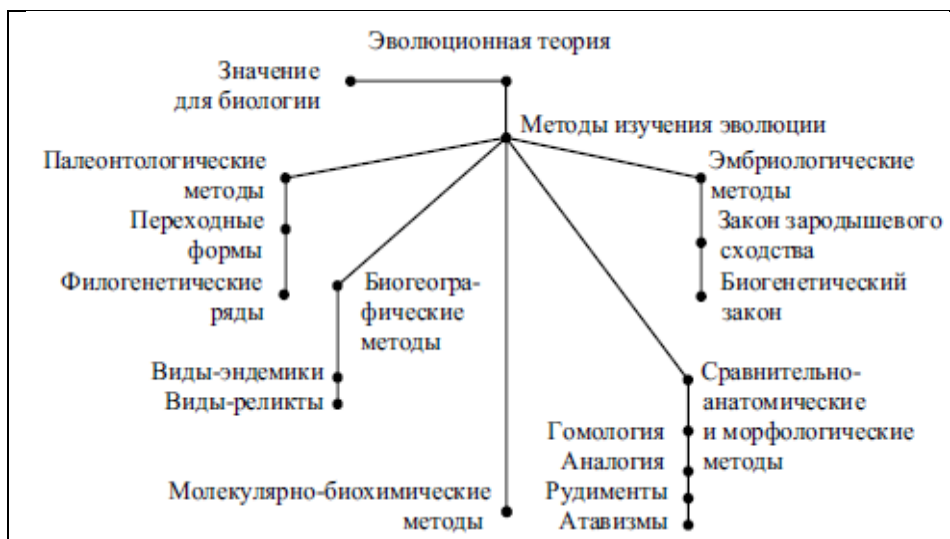 Эволюционная теория
Значение
для биологии
Методы изучения эволюции
Палеонтологические
методы
Переходные
формы
Филогенетические
ряды
Биогеогра-
фические
методы
Виды-эндемики
Виды-реликты
Молекулярно-биохимические
методы
Эмбриологические
методы
Закон зародышевого
сходства
Биогенетический
закон
Сравнительно-
анатомические
и морфологические
методы
Гомология
Аналогия
Рудименты
Атавизмы